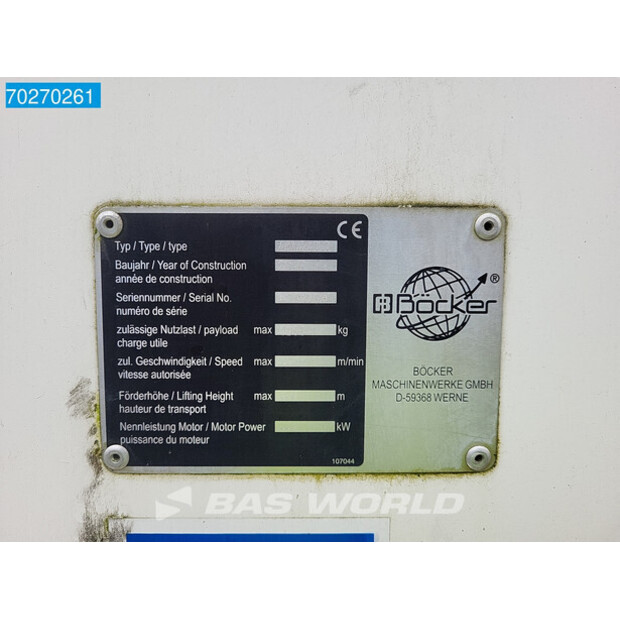 70270261
CE
Typ / Type / type
Baujahr / Year of Construction
année de construction
Seriennummer / Serial No.
numéro de série
zulässige Nutzlast / payload max kg
charge utile
zul. Geschwindigkeit / Speed max m/min
vitesse autorisée
Förderhöhe / Lifting Height max m
hauteur de transport
Nennleistung Motor / Motor Power kW
puissance du moteur
107044
Böcker ®
BÖCKER
MASCHINENWERKE GMBH
D-59368 WERNE
BAS WORLD